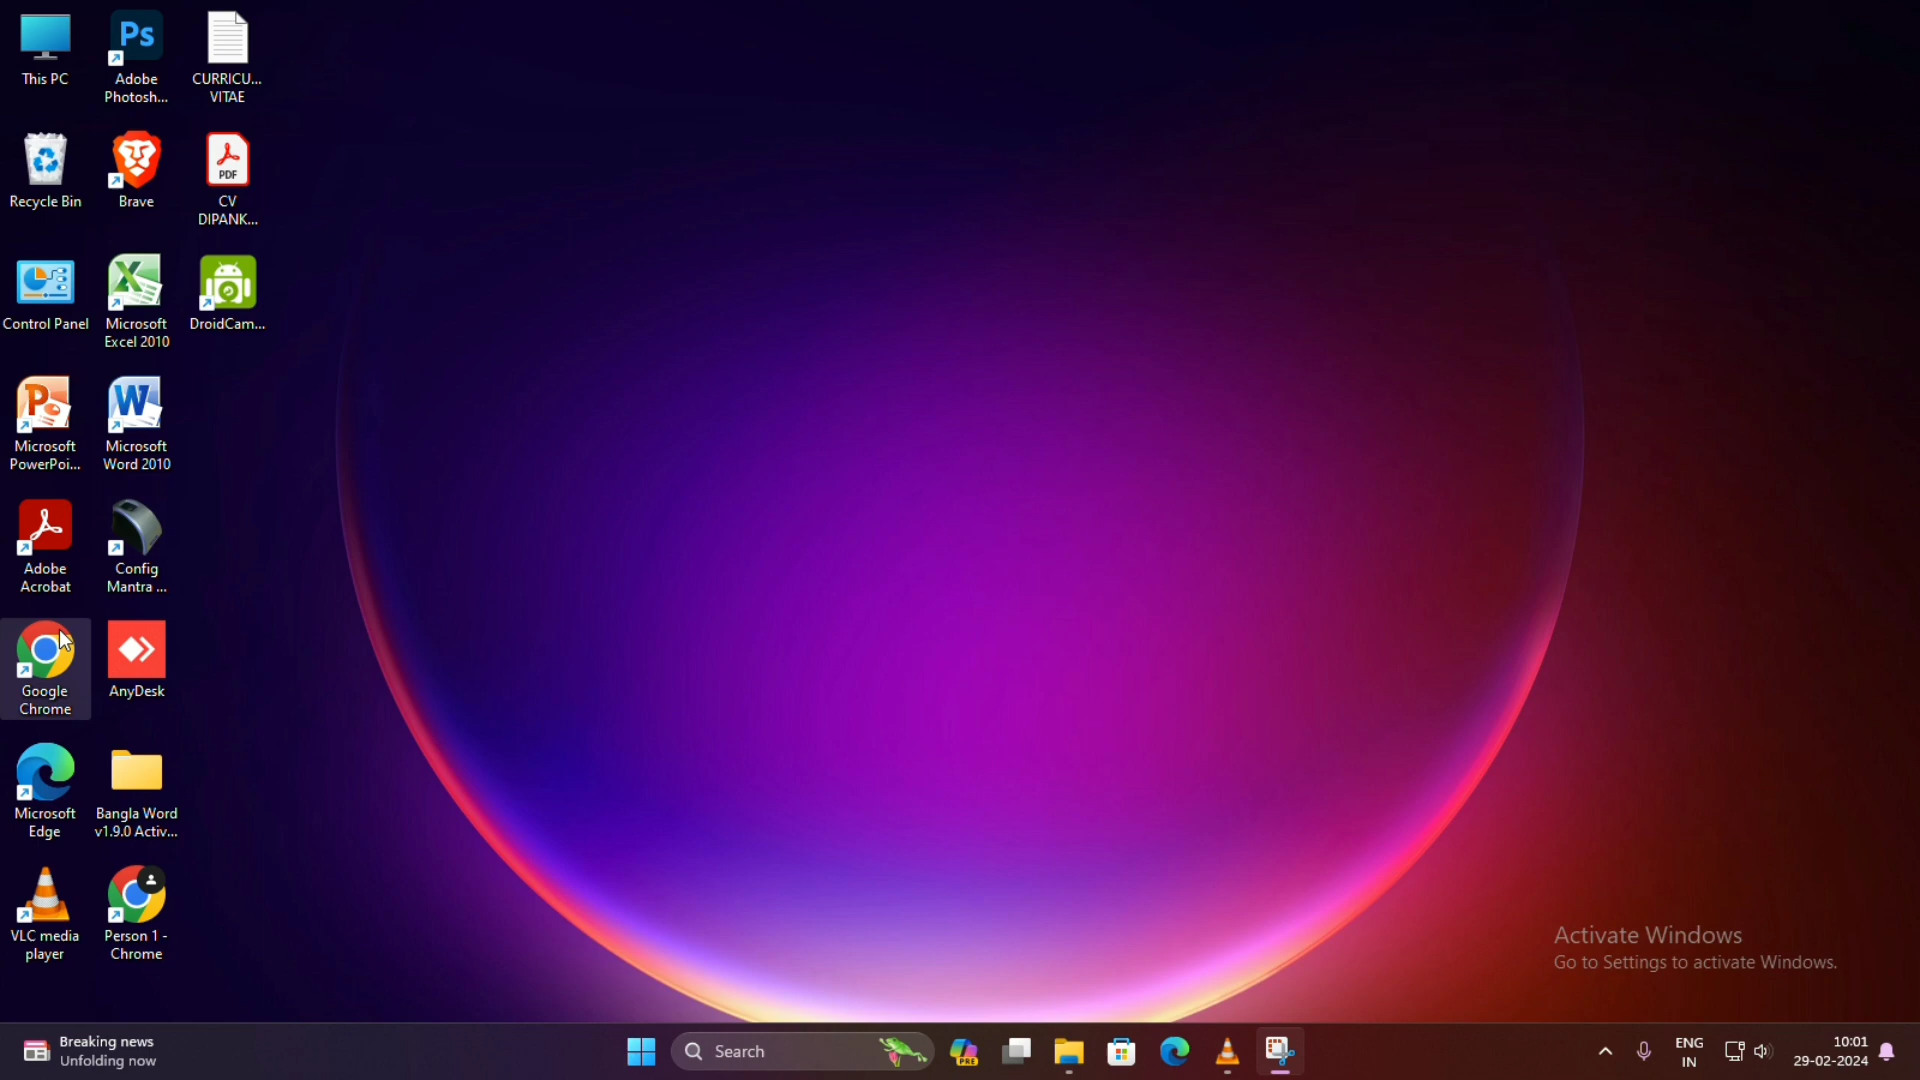 This PC
Adobe
Photosh...
CURRICU...
VITAE
Recycle Bin
Brave
PDF
CV
DIPANK...
Control Panel
Microsoft
Excel 2010
DroidCam...
Microsoft
PowerPoi...
Microsoft
Word 2010
Adobe
Acrobat
Config
Mantra ...
Google
Chrome
AnyDesk
Microsoft
Edge
Bangla Word
v1.9.0 Activ...
VLC media
player
Person 1 -
Chrome
Ps
Activate Windows
Go to Settings to activate Windows.
Breaking news
Unfolding now
Search
PRE
ENG
IN
10:01
29-02-2024